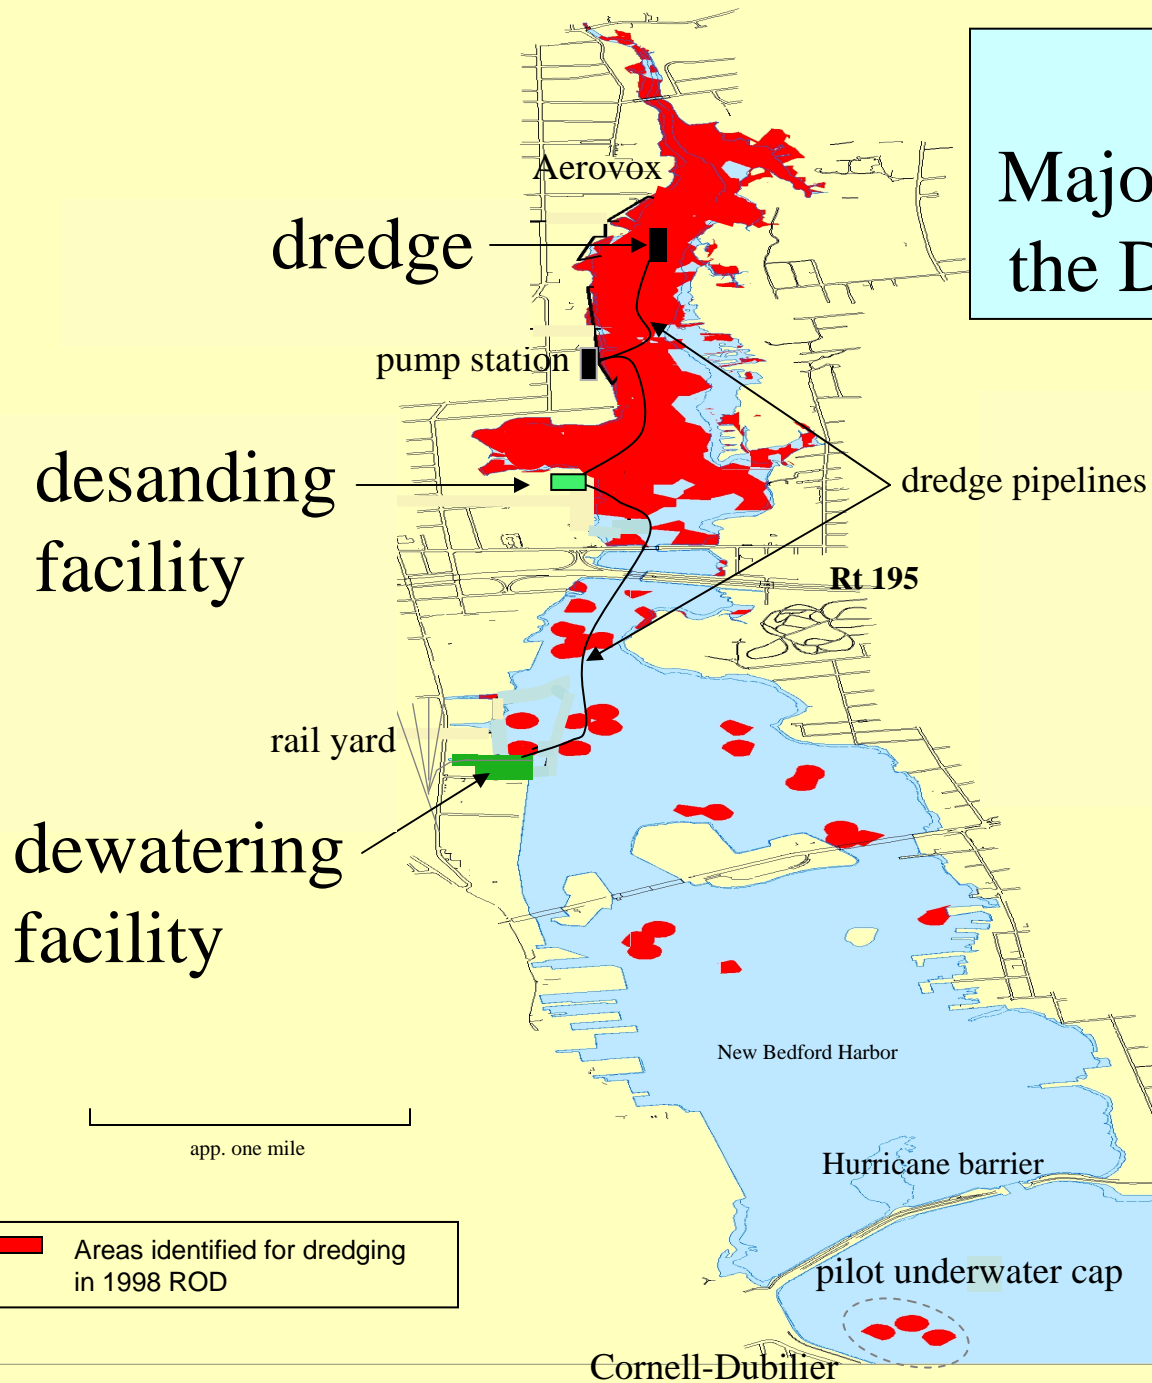 Majo
the D
Aerovox
dredge
pump station
desanding
facility
dredge pipelines
Rt 195
rail yard
dewatering
facility
New Bedford Harbor
app. one mile
Hurricane barrier
Areas identified for dredging
in 1998 ROD
pilot underwater cap
Cornell-Dubilier